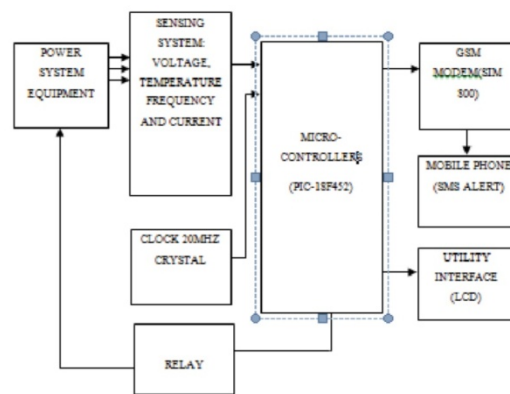 POWER
SYSTEM
EQUIPMENT
SENSING
SYSTEM:
VOLTAGE,
TEMPERATURE
FREQUENCY
AND CURRENT
MICRO-
CONTROLLERS
(PIC-18F452)
GSM
MODEM(SIM
800)
MOBILE PHONE
(SMS ALERT)
CLOCK 20MHZ
CRYSTAL
UTILITY
INTERFACE
(LCD)
RELAY